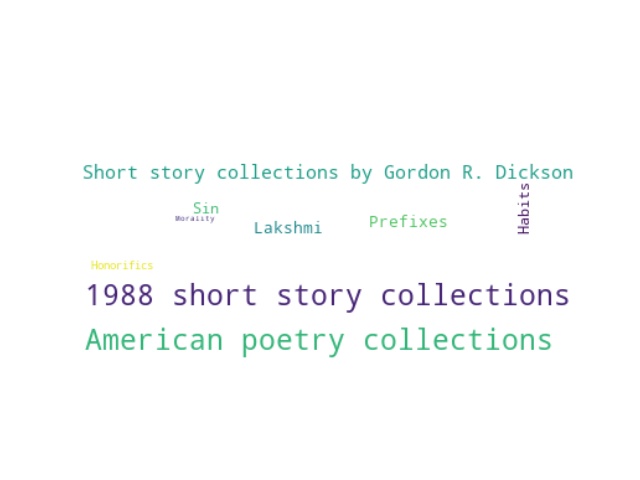 Short story collections by Gordon R. Dickson
Habits
Sin
Morality
Prefixes
Lakshmi
Honorifics
1988 short story collections
American poetry collections